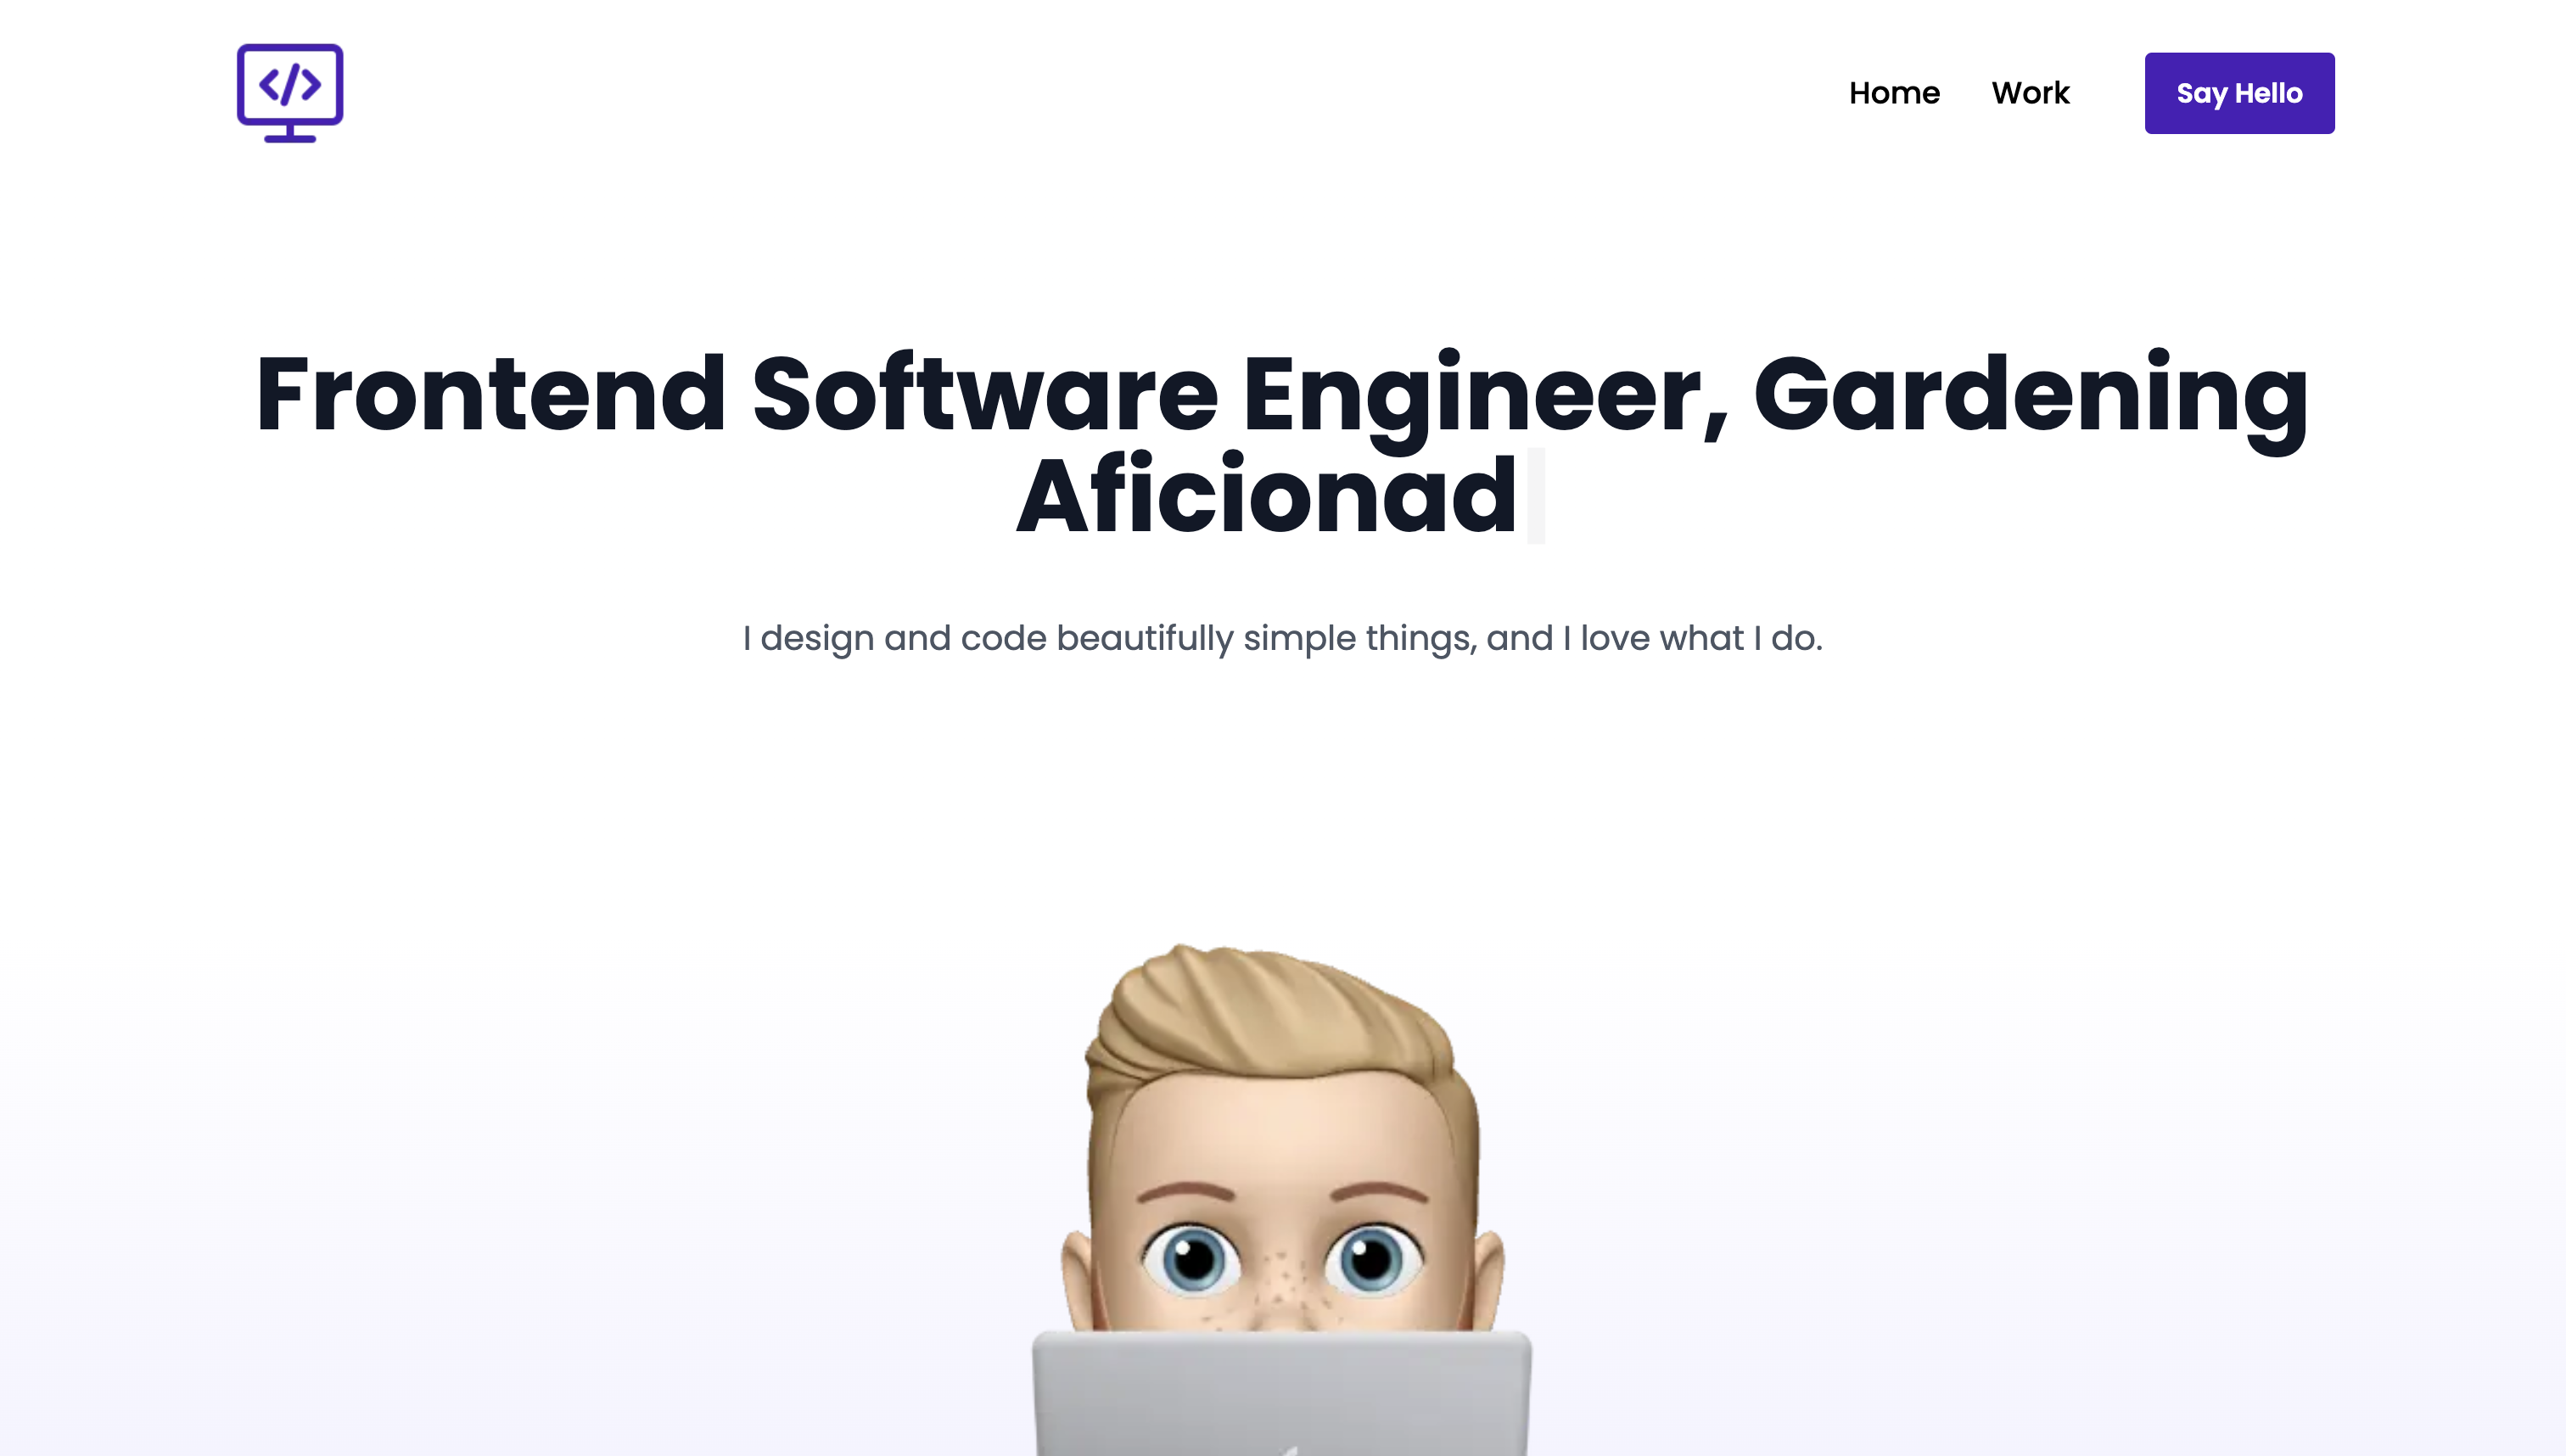 </>
Home Work Say Hello
Frontend Software Engineer, Gardening
Aficionad
I design and code beautifully simple things, and I love what I do.